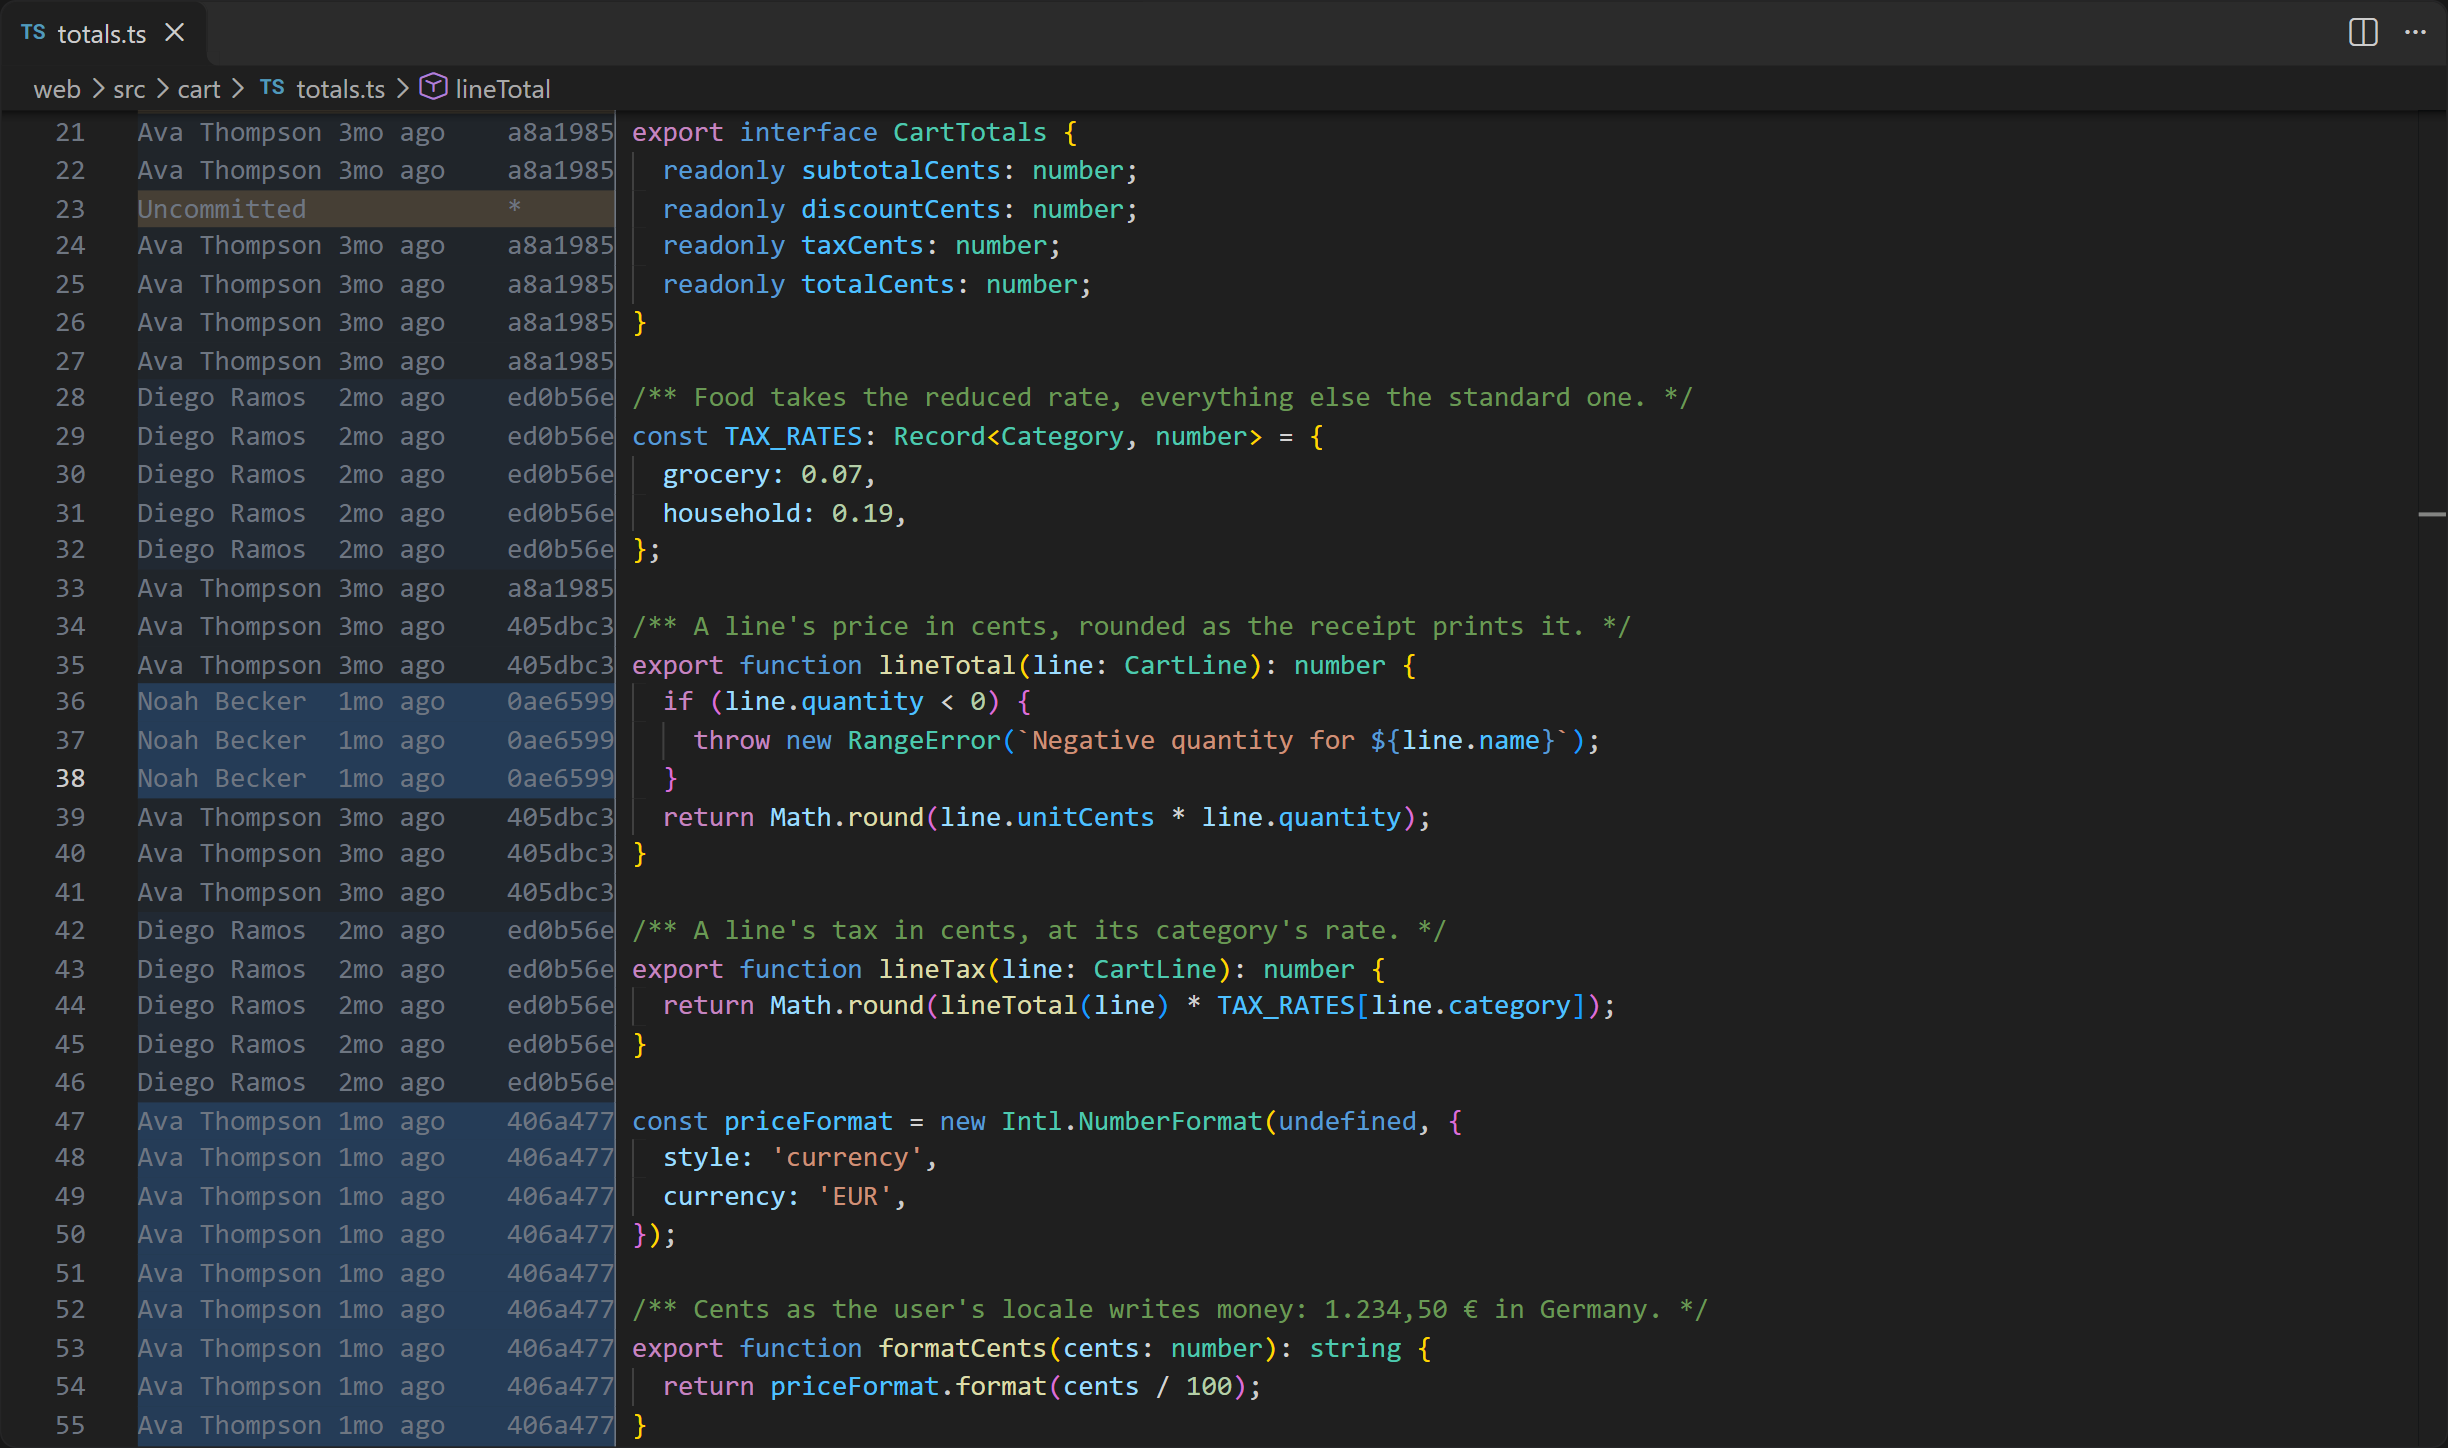 TS totals.ts
web > src > cart > TS totals.ts > lineTotal
21 Ava Thompson 3mo ago a8a1985 export interface CartTotals {
22 Ava Thompson 3mo ago a8a1985 readonly subtotalCents: number;
23 Uncommitted * readonly discountCents: number;
24 Ava Thompson 3mo ago a8a1985 readonly taxCents: number;
25 Ava Thompson 3mo ago a8a1985 readonly totalCents: number;
26 Ava Thompson 3mo ago a8a1985 }
27 Ava Thompson 3mo ago a8a1985
28 Diego Ramos 2mo ago ed0b56e /** Food takes the reduced rate, everything else the standard one. */
29 Diego Ramos 2mo ago ed0b56e const TAX_RATES: Record<Category, number> = {
30 Diego Ramos 2mo ago ed0b56e grocery: 0.07,
31 Diego Ramos 2mo ago ed0b56e household: 0.19,
32 Diego Ramos 2mo ago ed0b56e };
33 Ava Thompson 3mo ago a8a1985
34 Ava Thompson 3mo ago 405dbc3 /** A line's price in cents, rounded as the receipt prints it. */
35 Ava Thompson 3mo ago 405dbc3 export function lineTotal(line: CartLine): number {
36 Noah Becker 1mo ago 0ae6599 if (line.quantity < 0) {
37 Noah Becker 1mo ago 0ae6599 throw new RangeError(`Negative quantity for ${line.name}`);
38 Noah Becker 1mo ago 0ae6599 }
39 Ava Thompson 3mo ago 405dbc3 return Math.round(line.unitCents * line.quantity);
40 Ava Thompson 3mo ago 405dbc3 }
41 Ava Thompson 3mo ago 405dbc3
42 Diego Ramos 2mo ago ed0b56e /** A line's tax in cents, at its category's rate. */
43 Diego Ramos 2mo ago ed0b56e export function lineTax(line: CartLine): number {
44 Diego Ramos 2mo ago ed0b56e return Math.round(lineTotal(line) * TAX_RATES[line.category]);
45 Diego Ramos 2mo ago ed0b56e }
46 Diego Ramos 2mo ago ed0b56e
47 Ava Thompson 1mo ago 406a477 const priceFormat = new Intl.NumberFormat(undefined, {
48 Ava Thompson 1mo ago 406a477 style: 'currency',
49 Ava Thompson 1mo ago 406a477 currency: 'EUR',
50 Ava Thompson 1mo ago 406a477 });
51 Ava Thompson 1mo ago 406a477
52 Ava Thompson 1mo ago 406a477 /** Cents as the user's locale writes money: 1.234,50 € in Germany. */
53 Ava Thompson 1mo ago 406a477 export function formatCents(cents: number): string {
54 Ava Thompson 1mo ago 406a477 return priceFormat.format(cents / 100);
55 Ava Thompson 1mo ago 406a477 }